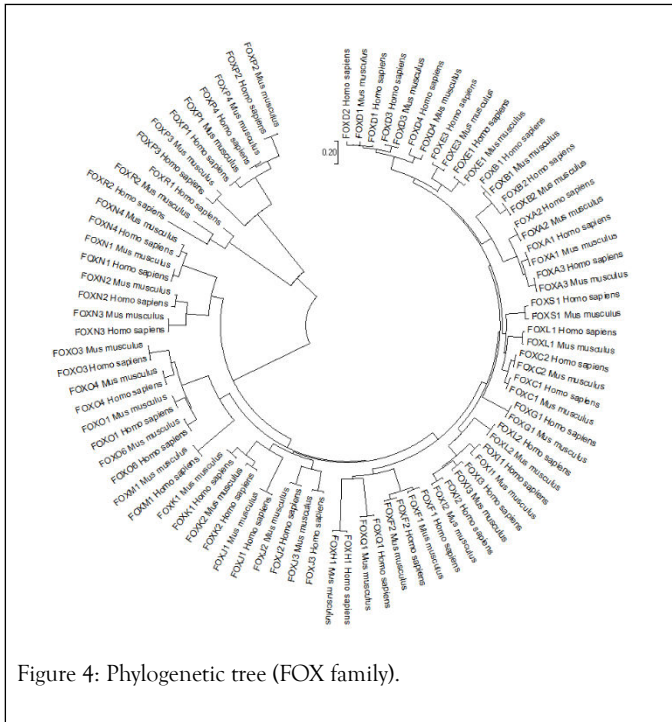 FOXD2 Homo sapiens
FOXD1 Mus musculus
FOXD1 Homo sapiens
FOXD3 Homo sapiens
FOXD3 Mus musculus
FOXD4 Homo sapiens
FOXD4 Mus musculus
FOXE3 Homo sapiens
FOXE3 Mus musculus
FOXE1 Homo sapiens
FOXE1 Mus musculus
FOXB1 Homo sapiens
FOXB1 Mus musculus
FOXB2 Homo sapiens
FOXB2 Mus musculus
FOXA2 Homo sapiens
FOXA2 Mus musculus
FOXA1 Homo sapiens
FOXA1 Mus musculus
FOXA3 Homo sapiens
FOXA3 Mus musculus
FOXS1 Homo sapiens
FOXS1 Mus musculus
FOXL1 Homo sapiens
FOXL1 Mus musculus
FOXC2 Homo sapiens
FOXC2 Mus musculus
FOXC1 Homo sapiens
FOXC1 Mus musculus
FOXG1 Homo sapiens
FOXG1 Mus musculus
FOXL2 Homo sapiens
FOXL2 Mus musculus
FOXI1 Homo sapiens
FOXI1 Mus musculus
FOXI3 Homo sapiens
FOXI3 Mus musculus
FOXI2 Homo sapiens
FOXI2 Mus musculus
FOXF1 Homo sapiens
FOXF1 Mus musculus
FOXF2 Homo sapiens
FOXF2 Mus musculus
FOXQ1 Homo sapiens
FOXQ1 Mus musculus
FOXH1 Homo sapiens
FOXH1 Mus musculus
FOXJ3 Homo sapiens
FOXJ3 Mus musculus
FOXJ2 Homo sapiens
FOXJ2 Mus musculus
FOXJ1 Homo sapiens
FOXJ1 Mus musculus
FOXK2 Homo sapiens
FOXK2 Mus musculus
FOXK1 Homo sapiens
FOXK1 Mus musculus
FOXM1 Homo sapiens
FOXM1 Mus musculus
FOXO6 Homo sapiens
FOXO6 Mus musculus
FOXO1 Homo sapiens
FOXO1 Mus musculus
FOXO4 Homo sapiens
FOXO4 Mus musculus
FOXO3 Homo sapiens
FOXO3 Mus musculus
FOXN3 Homo sapiens
FOXN3 Mus musculus
FOXN2 Homo sapiens
FOXN2 Mus musculus
FOXN1 Homo sapiens
FOXN1 Mus musculus
FOXN4 Homo sapiens
FOXN4 Mus musculus
FOXR2 Homo sapiens
FOXR2 Mus musculus
FOXR1 Homo sapiens
FOXP3 Homo sapiens
FOXP3 Mus musculus
FOXP1 Homo sapiens
FOXP1 Mus musculus
FOXP4 Homo sapiens
FOXP4 Mus musculus
FOXP2 Homo sapiens
FOXP2 Mus musculus
0.20
Figure 4: Phylogenetic tree (FOX family).